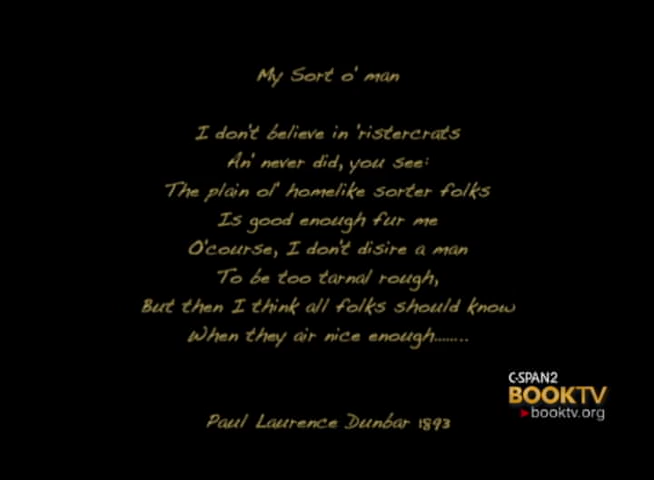 My Sort o' man
I don't believe in 'ristercrats
An' never did, you see:
The plain ol' homelike sorter folks
Is good enough fur me
O'course, I don't disire a man
To be too tarnal rough,
But then I think all folks should know
When they air nice enough.......
Paul Laurence Dunbar 1893
C-SPAN2
BOOKTV
booktv.org